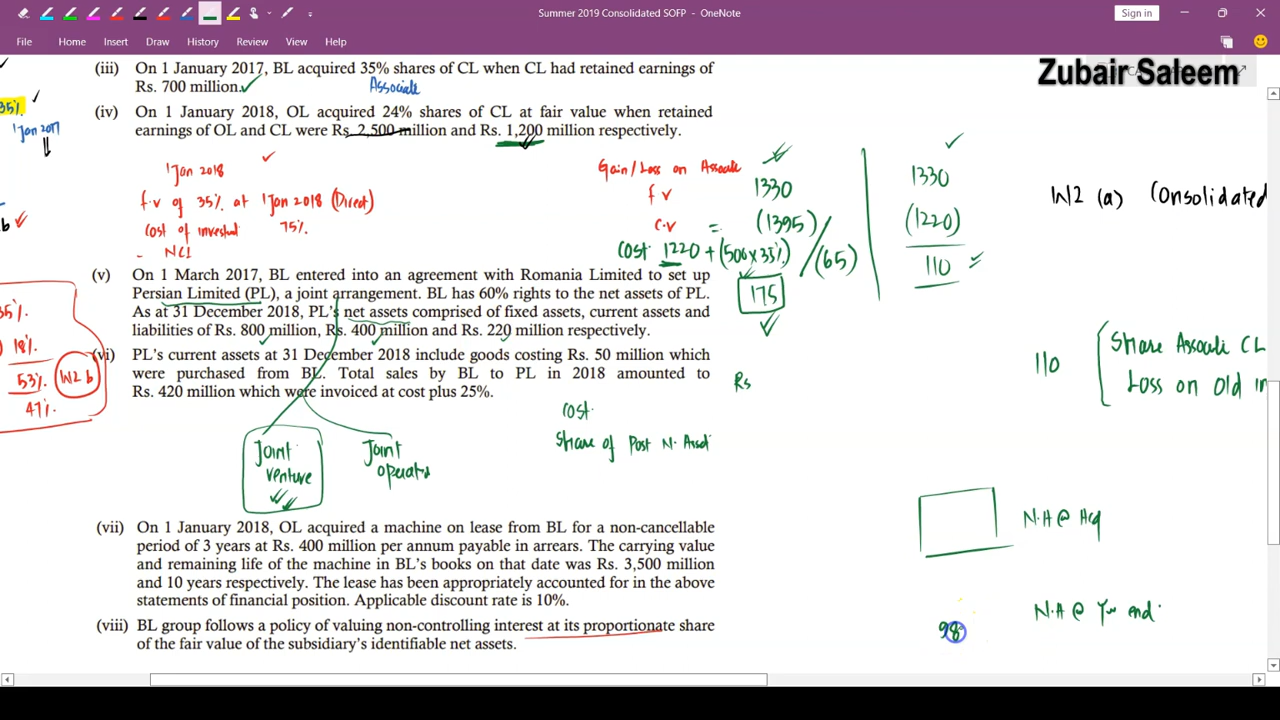 Summer 2019 Consolidated SOFP - OneNote
Sign in
File Home Insert Draw History Review View Help
Zubair Saleem
(iii) On 1 January 2017, BL acquired 35% shares of CL when CL had retained earnings of
Rs. 700 million.
Associate
35%
1 Jan 2017
(iv) On 1 January 2018, OL acquired 24% shares of CL at fair value when retained
earnings of OL and CL were Rs. 2,500 million and Rs. 1,200 million respectively.
1 Jan 2018
f.v of 35% at 1 Jan 2018 (Direct)
Cost of investmet 75%
- NCI
Gain/Loss on Associate
f v
c.v =
Cost 1220 + (500x35%)
175
1330
(1395)
/(65)
1330
(1220)
110
W2 (a) Consolidated
(v) On 1 March 2017, BL entered into an agreement with Romania Limited to set up
Persian Limited (PL), a joint arrangement. BL has 60% rights to the net assets of PL.
As at 31 December 2018, PL's net assets comprised of fixed assets, current assets and
liabilities of Rs. 800 million, Rs. 400 million and Rs. 220 million respectively.
35%
18%
53%
47%
W2 b
(vi) PL's current assets at 31 December 2018 include goods costing Rs. 50 million which
were purchased from BL. Total sales by BL to PL in 2018 amounted to
Rs. 420 million which were invoiced at cost plus 25%.
110
Share Associate CL
Loss on Old in
Rs
Cost
Share of Post N. Asset
Joint venture
Joint operato
N.A @ Acq
(vii) On 1 January 2018, OL acquired a machine on lease from BL for a non-cancellable
period of 3 years at Rs. 400 million per annum payable in arrears. The carrying value
and remaining life of the machine in BL's books on that date was Rs. 3,500 million
and 10 years respectively. The lease has been appropriately accounted for in the above
statements of financial position. Applicable discount rate is 10%.
N.A @ Year end
98
(viii) BL group follows a policy of valuing non-controlling interest at its proportionate share
of the fair value of the subsidiary's identifiable net assets.